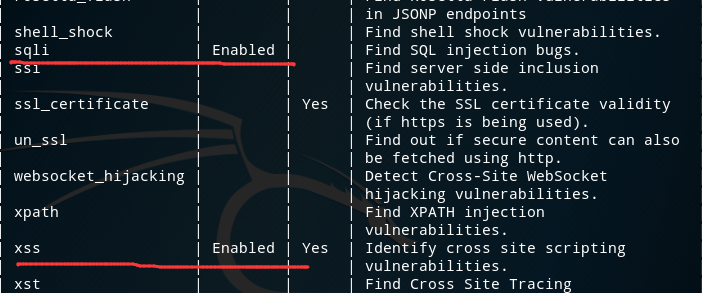 in JSONP endpoints
shell_shock | | | Find shell shock vulnerabilities.
sqli | Enabled | | Find SQL injection bugs.
ssi | | | Find server side inclusion
| | | vulnerabilities.
ssl_certificate | | Yes | Check the SSL certificate validity
| | | (if https is being used).
un_ssl | | | Find out if secure content can also
| | | be fetched using http.
websocket_hijacking | | | Detect Cross-Site WebSocket
| | | hijacking vulnerabilities.
xpath | | | Find XPATH injection
| | | vulnerabilities.
xss | Enabled | Yes | Identify cross site scripting
| | | vulnerabilities.
xst | | | Find Cross Site Tracing